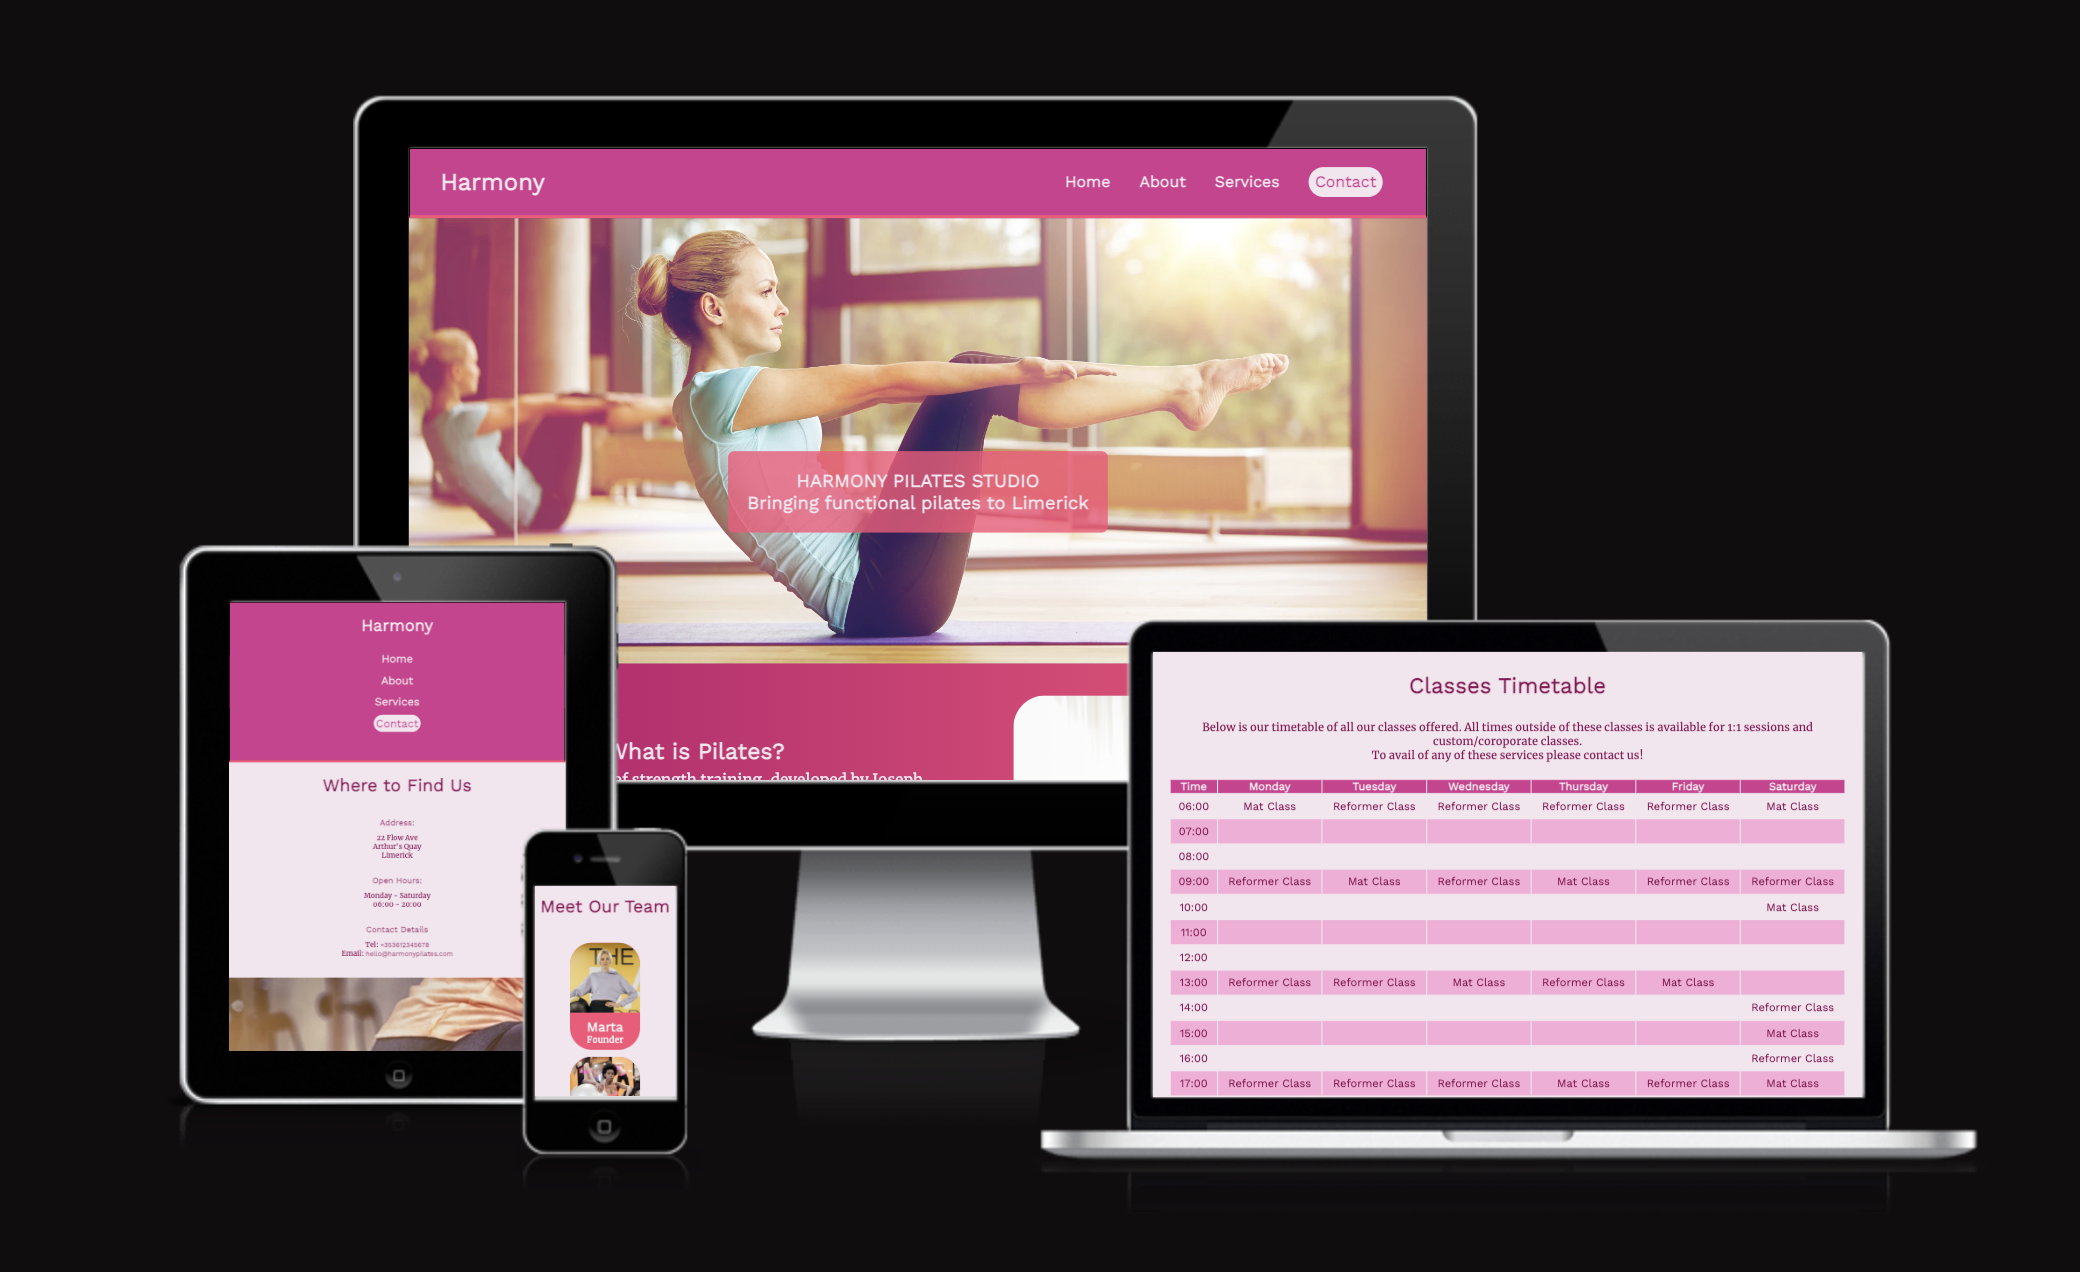 Harmony
Home About Services Contact
HARMONY PILATES STUDIO
Bringing functional pilates to Limerick
What is Pilates?
of strength training, developed by Joseph
Harmony
Home
About
Services
Contact
Where to Find Us
Address:
22 Flow Ave
Arthur's Quay
Limerick
Open Hours:
Monday - Saturday
06:00 - 20:00
Contact Details
Tel: +353612345678
Email: hello@harmonypilates.com
Meet Our Team
THE
Marta
Founder
Classes Timetable
Below is our timetable of all our classes offered. All times outside of these classes is available for 1:1 sessions and
custom/coroporate classes.
To avail of any of these services please contact us!
Time Monday Tuesday Wednesday Thursday Friday Saturday
06:00 Mat Class Reformer Class Reformer Class Reformer Class Reformer Class Mat Class
07:00
08:00
09:00 Reformer Class Mat Class Reformer Class Mat Class Reformer Class Reformer Class
10:00 Mat Class
11:00
12:00
13:00 Reformer Class Reformer Class Mat Class Reformer Class Mat Class
14:00 Reformer Class
15:00 Mat Class
16:00 Reformer Class
17:00 Reformer Class Reformer Class Reformer Class Mat Class Reformer Class Mat Class